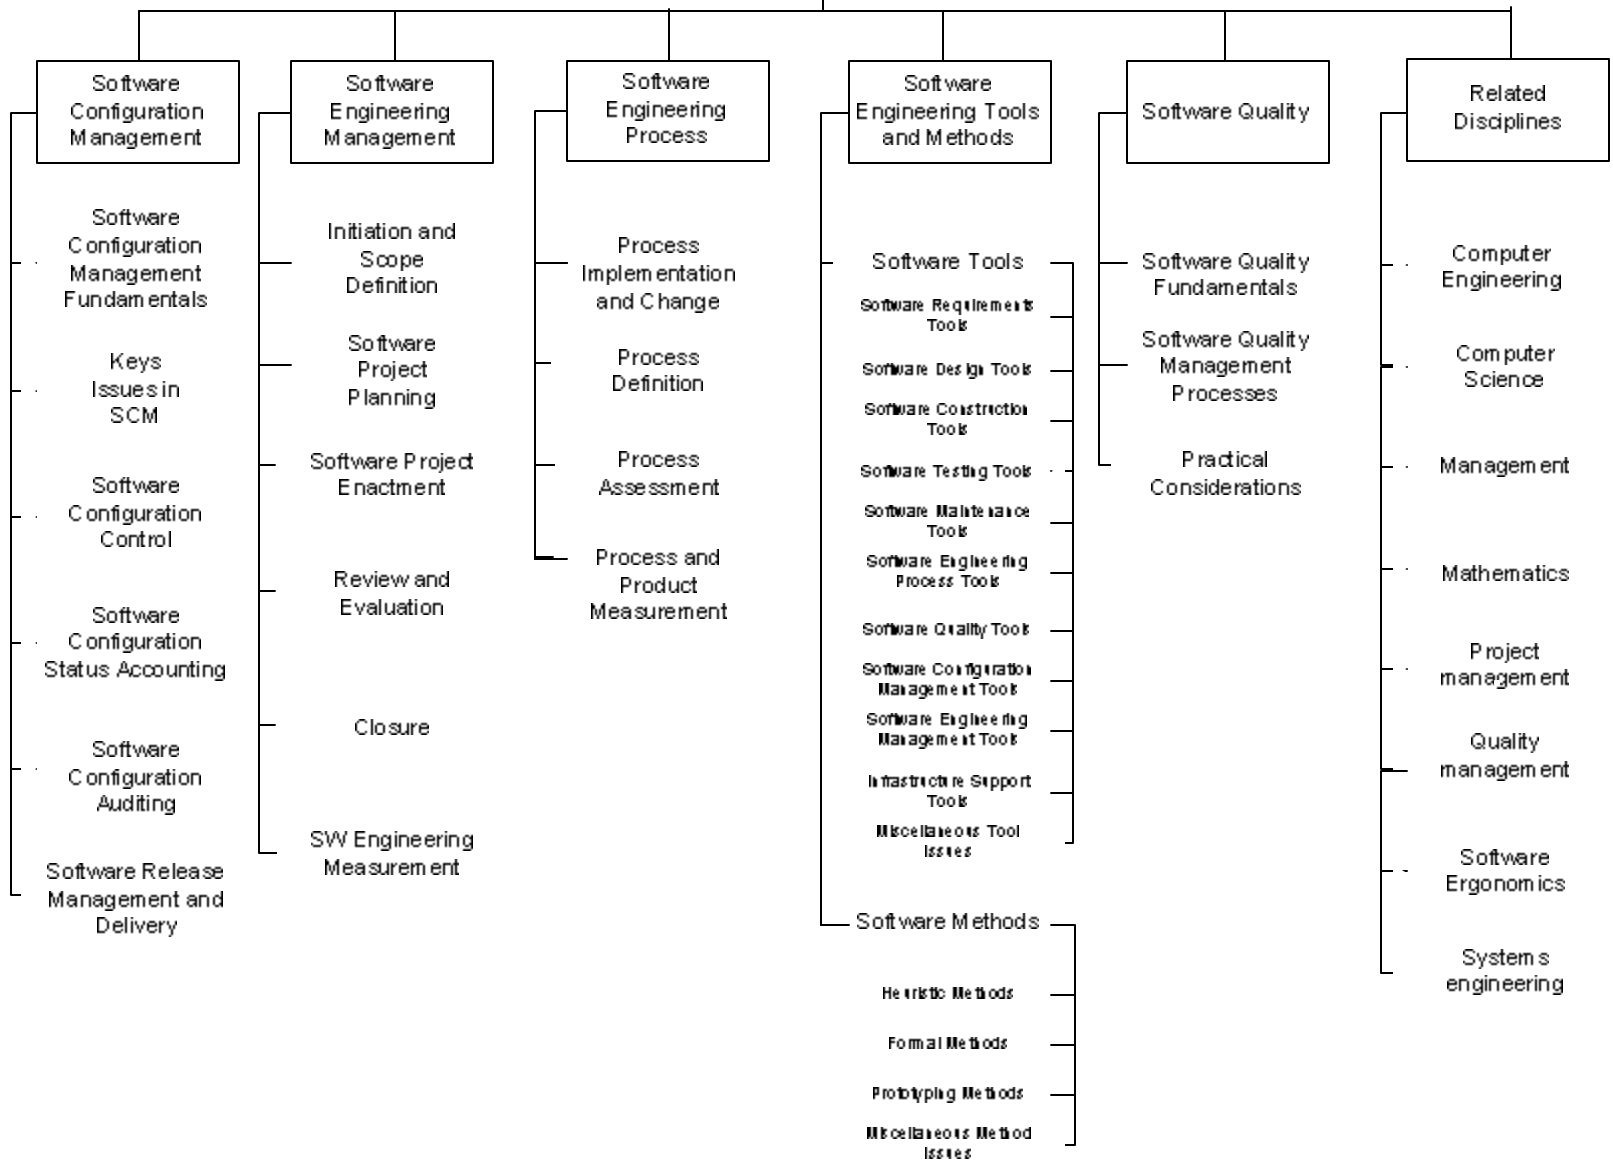 Software
Configuration
Management
Software
Configuration
Management
Fundamentals
Keys
Issues in
SCM
Software
Configuration
Control
Software
Configuration
Status Accounting
Software
Configuration
Auditing
Software Release
Management and
Delivery
Software
Engineering
Management
Initiation and
Scope
Definition
Software
Project
Planning
Software Project
Enactment
Review and
Evaluation
Closure
SW Engineering
Measurement
Software
Engineering
Process
Process
Implementation
and Change
Process
Definition
Process
Assessment
Process and
Product
Measurement
Software
Engineering Tools
and Methods
Software Tools
Software Requirements
Tools
Software Design Tools
Software Construction
Tools
Software Testing Tools
Software Maintenance
Tools
Software Engineering
Process Tools
Software Quality Tools
Software Configuration
Management Tools
Software Engineering
Management Tools
Infrastructure Support
Tools
Miscellaneous Tool
Issues
Software Methods
Heuristic Methods
Formal Methods
Prototyping Methods
Miscellaneous Method
Issues
Software Quality
Software Quality
Fundamentals
Software Quality
Management
Processes
Practical
Considerations
Related
Disciplines
Computer
Engineering
Computer
Science
Management
Mathematics
Project
management
Quality
management
Software
Ergonomics
Systems
engineering